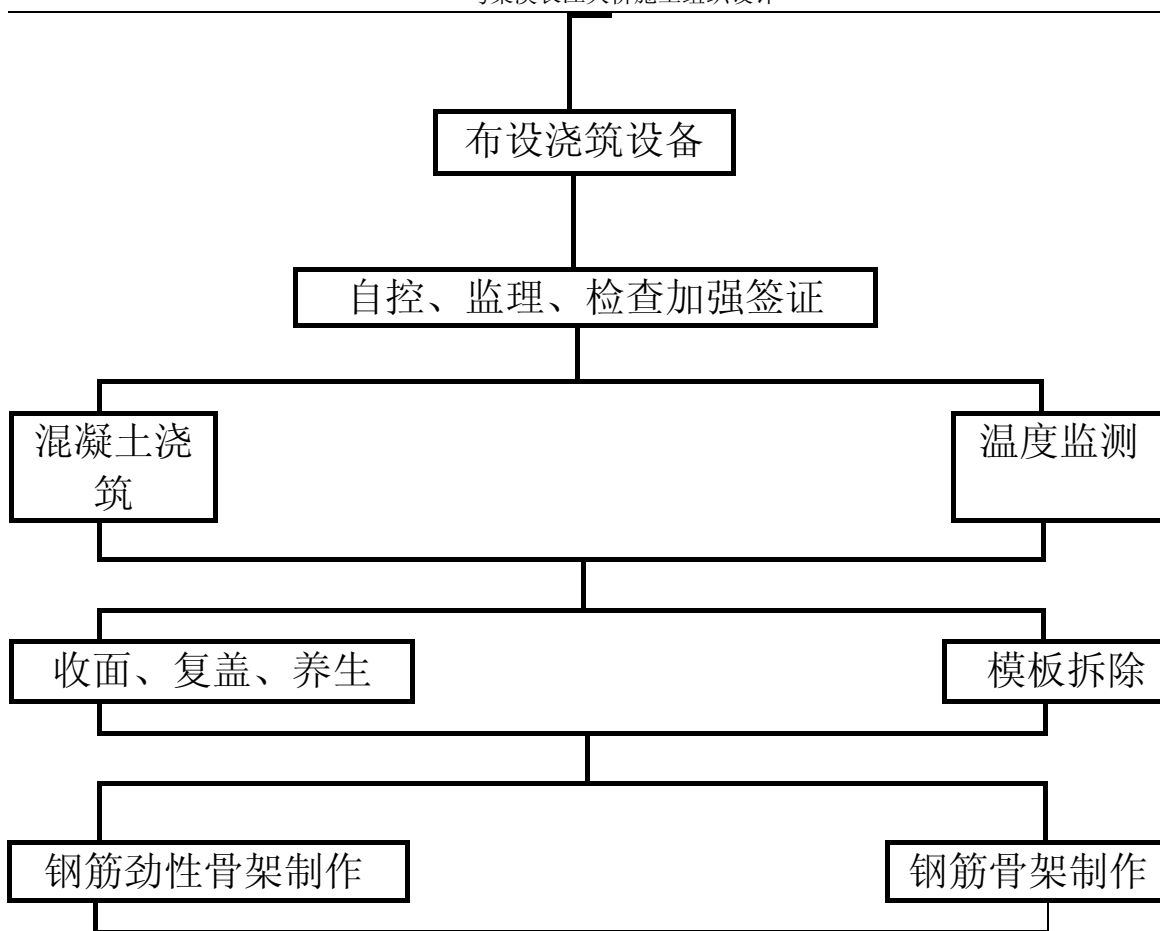 布设浇筑设备
自控、监理、检查加强签证
混凝土浇
筑
温度监测
收面、复盖、养生
模板拆除
钢筋劲性骨架制作
钢筋骨架制作